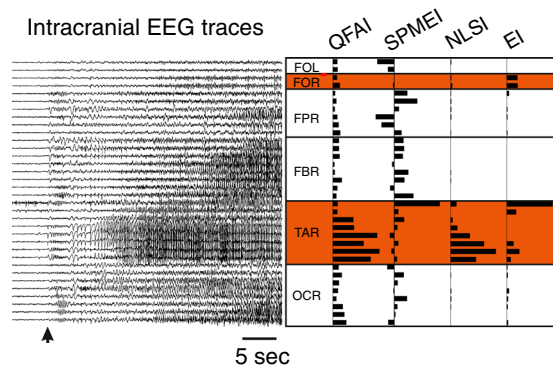 Intracranial EEG traces
QFAI
SPMEI
NLSI
EI
FOL
FOR
FPR
FBR
TAR
OCR
5 sec